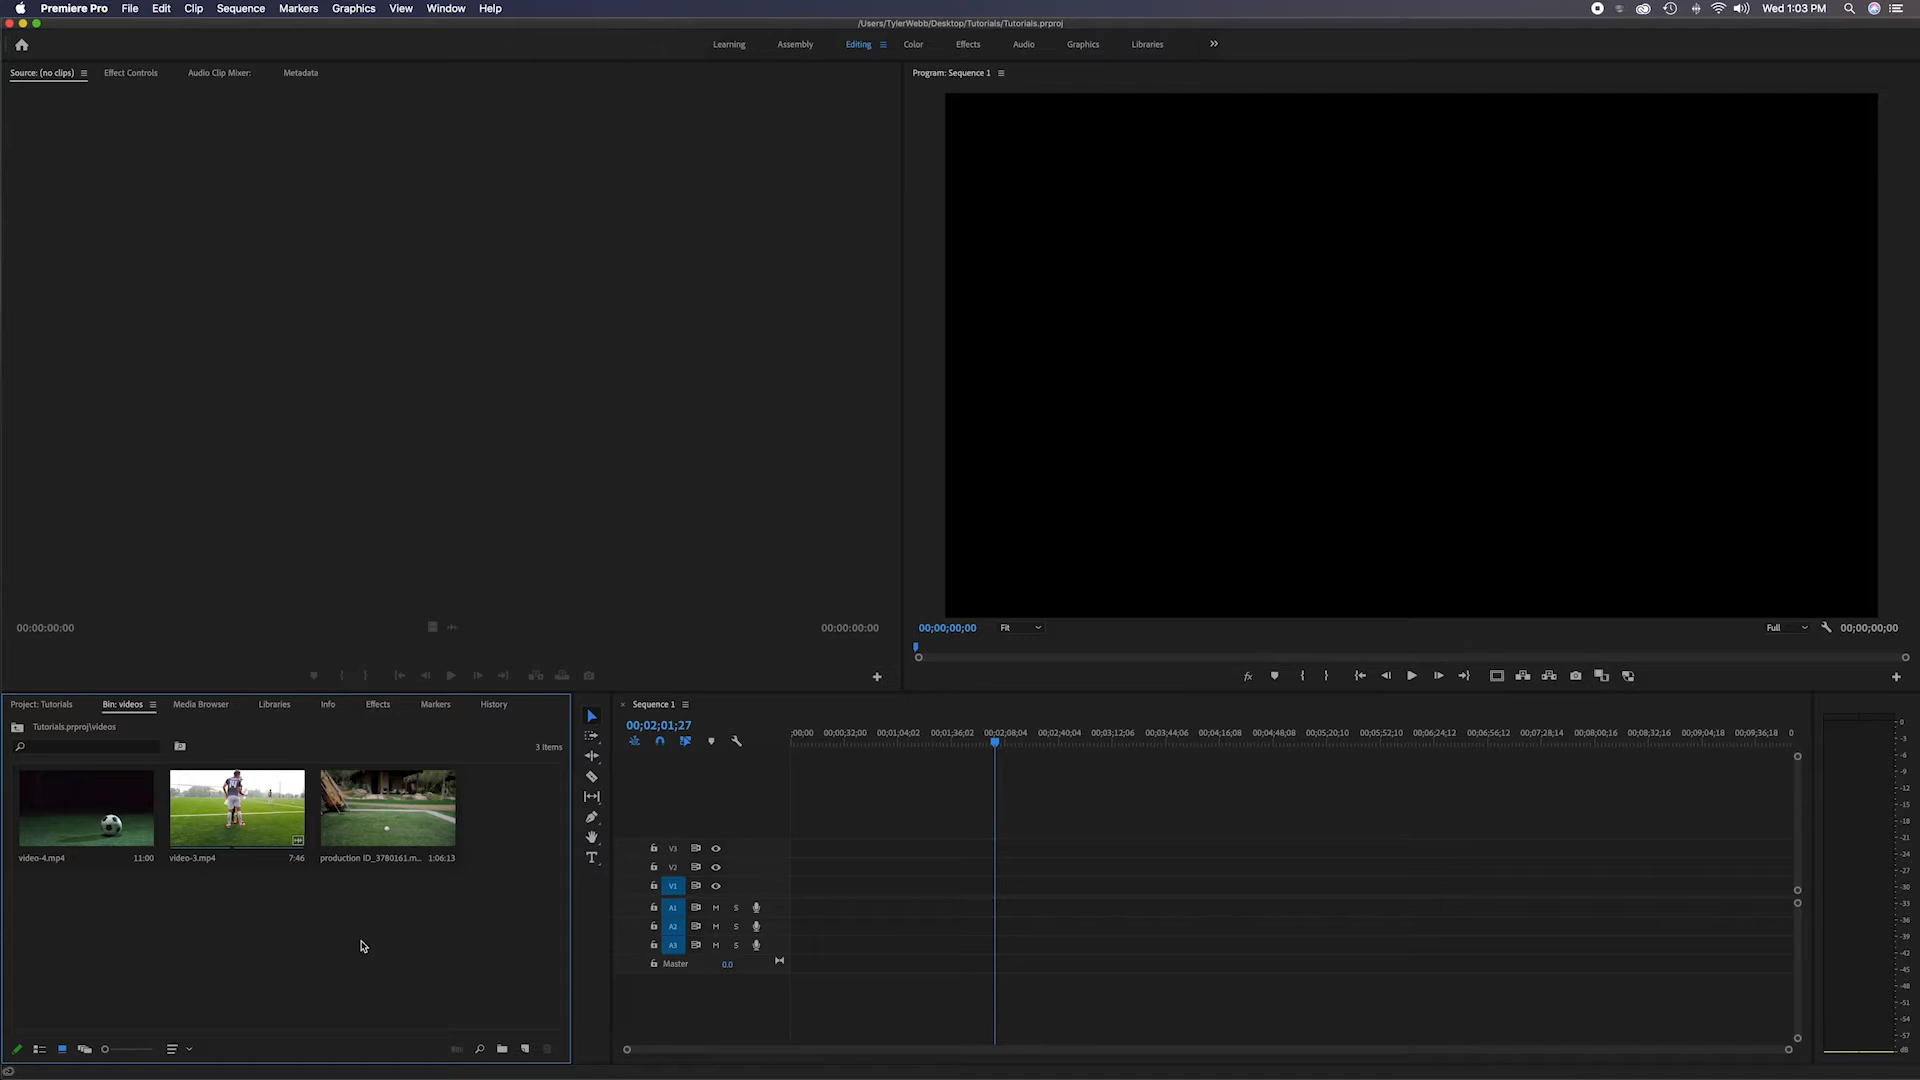 Premiere Pro File Edit Clip Sequence Markers Graphics View Window Help Wed 1:03 PM
/Users/TylerWebb/Desktop/Tutorials/Tutorials.prproj
Learning Assembly Editing Color Effects Audio Graphics Libraries
Source: (no clips) Effect Controls Audio Clip Mixer: Metadata
Program: Sequence 1
00:00:00:00 00:00:00:00
00;00;00;00 Fit Full 00;00;00;00
fx
Project: Tutorials Bin: videos Media Browser Libraries Info Effects Markers History
Tutorials.prproj\videos
3 Items
video-4.mp4 11:00
video-3.mp4 7:46
production ID_3780161.m... 1:06:13
Sequence 1
00;02;01;27
;00;00 00;00;32;00 00;01;04;02 00;01;36;02 00;02;08;04 00;02;40;04 00;03;12;06 00;03;44;06 00;04;16;08 00;04;48;08 00;05;20;10 00;05;52;10 00;06;24;12 00;06;56;12 00;07;28;14 00;08;00;16 00;08;32;16 00;09;04;18 00;09;36;18 0
V3
V2
V1
A1 M S
A2 M S
A3 M S
Master 0.0
0
-3
-6
-9
-12
-15
-18
-21
-24
-27
-30
-33
-36
-39
-42
-45
-48
-51
-54
-57
dB